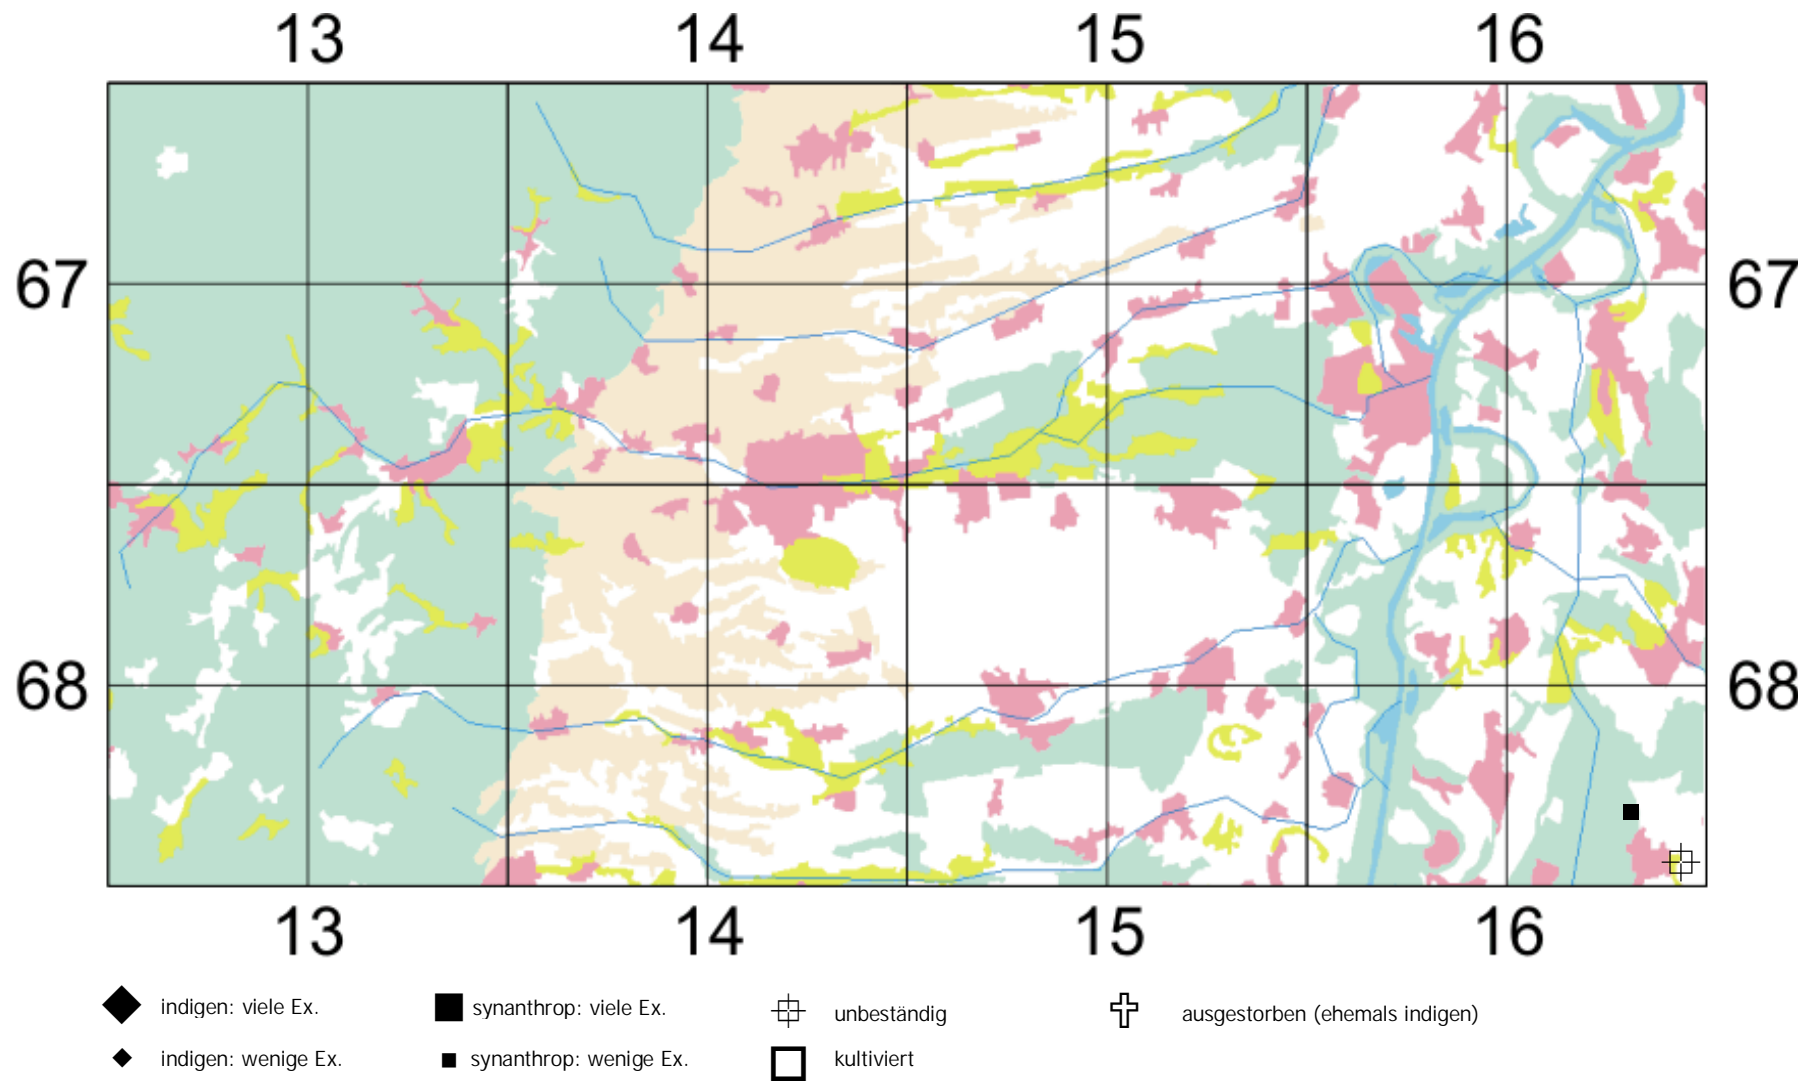 13 14 15 16
67 67
68 68
13 14 15 16
indigen: viele Ex. synanthrop: viele Ex. unbeständig ausgestorben (ehemals indigen)
indigen: wenige Ex. synanthrop: wenige Ex. kultiviert